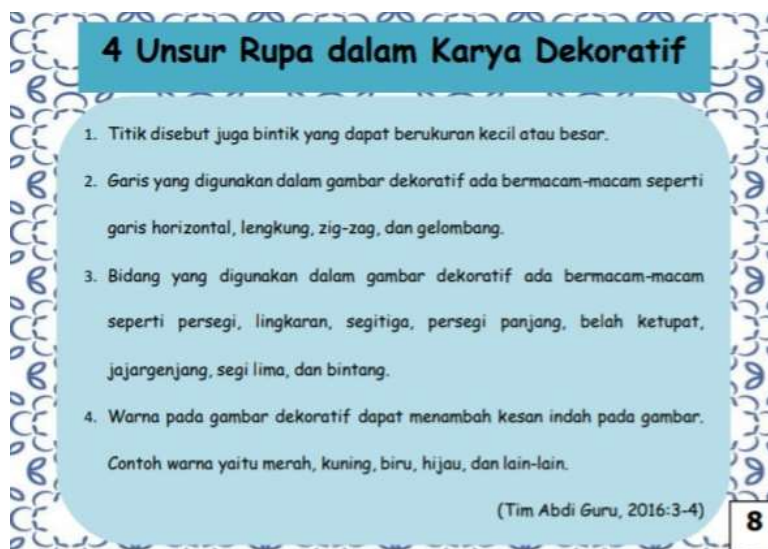 4 Unsur Rupa dalam Karya Dekoratif
1. Titik disebut juga bintik yang dapat berukuran kecil atau besar.
2. Garis yang digunakan dalam gambar dekoratif ada bermacam-macam seperti
garis horizontal, lengkung, zig-zag, dan gelombang.
3. Bidang yang digunakan dalam gambar dekoratif ada bermacam-macam
seperti persegi, lingkaran, segitiga, persegi panjang, belah ketupat,
jajargenjang, segi lima, dan bintang.
4. Warna pada gambar dekoratif dapat menambah kesan indah pada gambar.
Contoh warna yaitu merah, kuning, biru, hijau, dan lain-lain.
(Tim Abdi Guru, 2016:3-4)
8